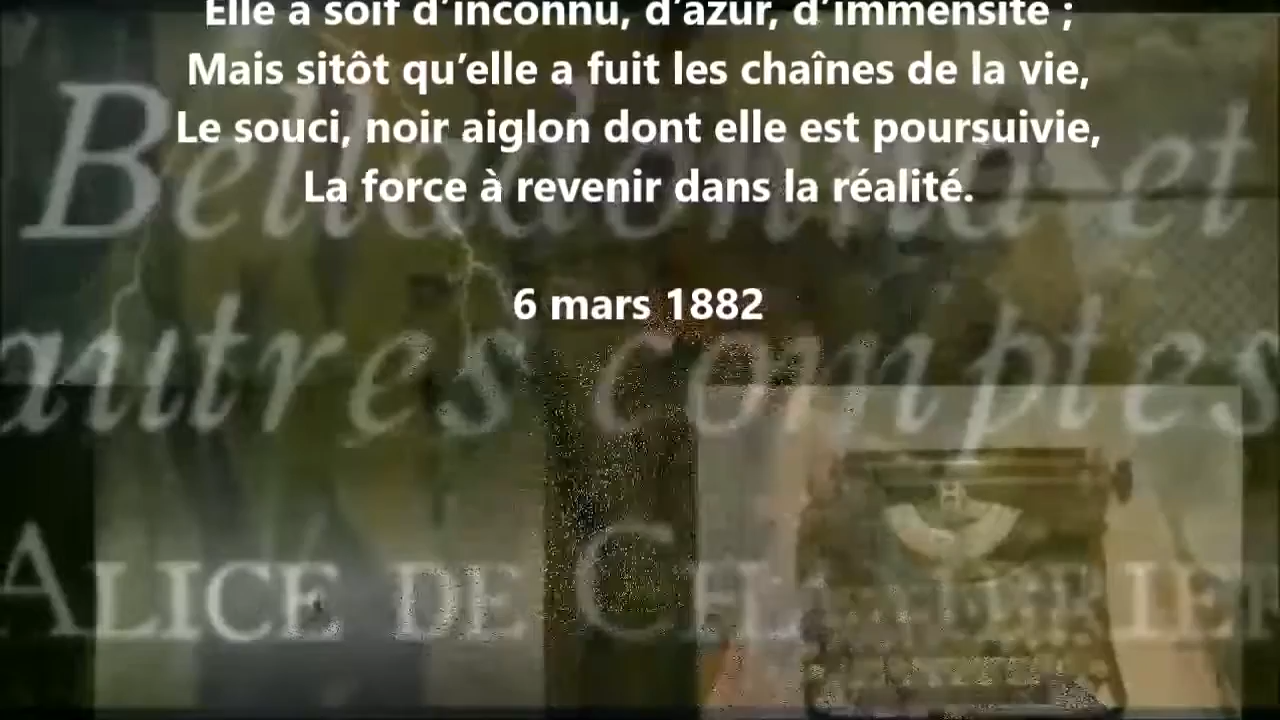 Elle a soif d'inconnu, d'azur, d'immensité ;
Mais sitôt qu'elle a fuit les chaînes de la vie,
Le souci, noir aiglon dont elle est poursuivie,
La force à revenir dans la réalité.
6 mars 1882
Belladonna et
autres comptes
ALICE DE